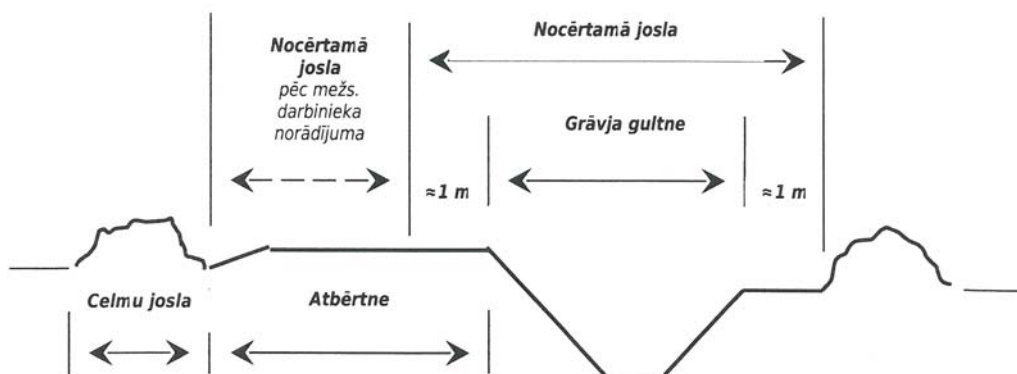 Nocērtamā josla
Nocērtamā
josla
pēc mežs.
darbinieka
norādījuma
Grāvja gultne
≈1 m
≈1 m
Celmu josla
Atbērtne